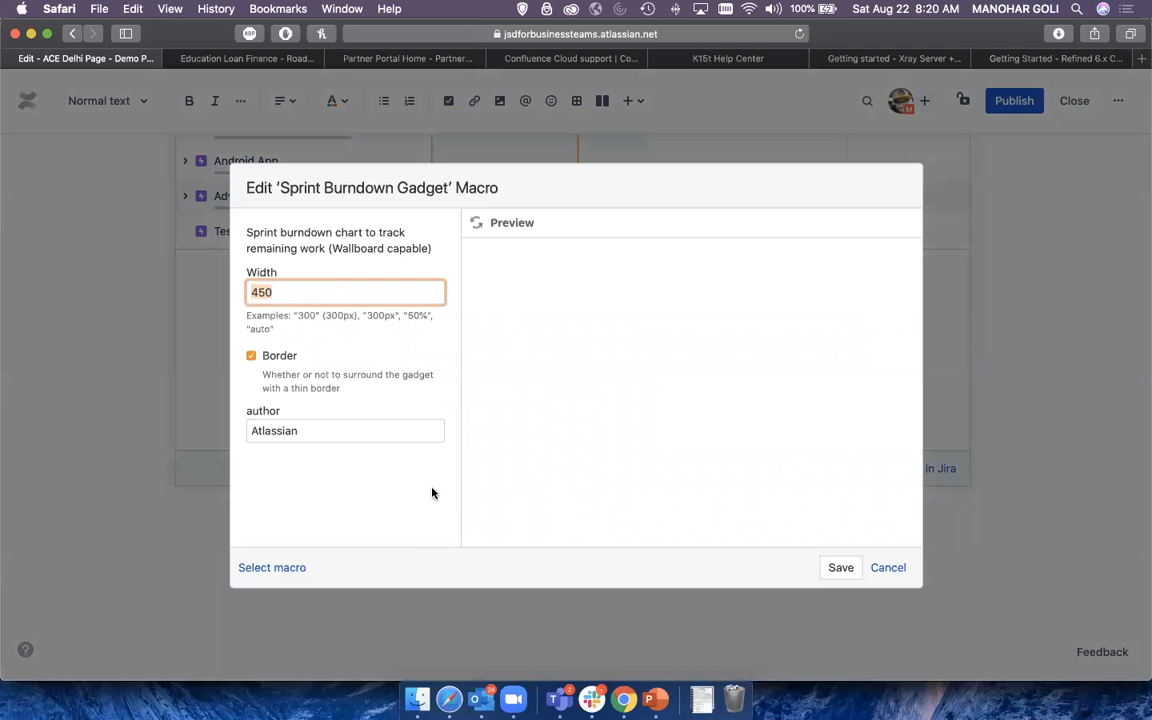 Safari File Edit View History Bookmarks Window Help 100% Sat Aug 22 8:20 AM MANOHAR GOLI
ABP jsdforbusinessteams.atlassian.net
Edit - ACE Delhi Page - Demo P... Education Loan Finance - Road... Partner Portal Home - Partner... Confluence Cloud support | Co... K15t Help Center Getting started - Xray Server +... Getting Started - Refined 6.x C...
Normal text B I A Publish Close
Android App
Edit 'Sprint Burndown Gadget' Macro
Adv
Sprint burndown chart to track Preview
Tes
remaining work (Wallboard capable)
Width
450
Examples: "300" (300px), "300px", "50%",
"auto"
Border
Whether or not to surround the gadget
with a thin border
author
Atlassian
in Jira
Select macro Save Cancel
Feedback
24 2